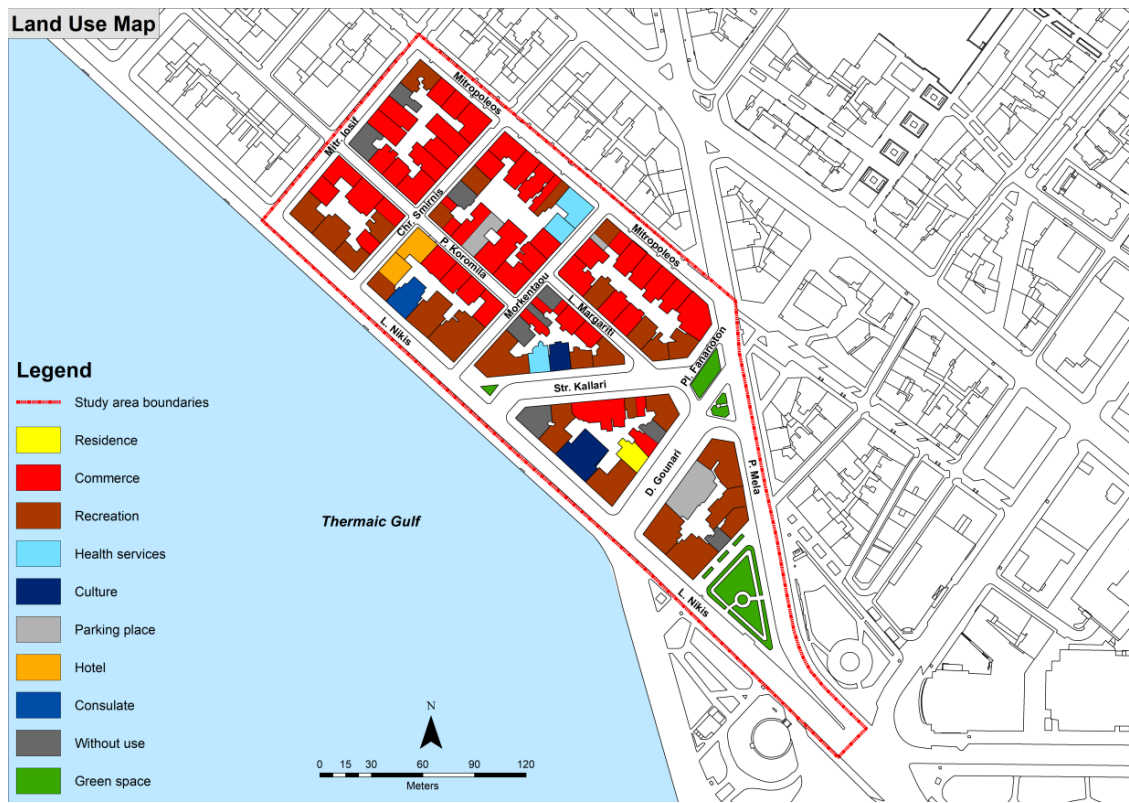 Land Use Map
Mitropoleos
Mitr. Iosif
Chr. Smirnis
P. Koromila
Mitropoleos
Morkentaou
L. Margariti
L. Nikis
Pl. Fanarioton
Str. Kallari
D. Gounari
P. Mela
L. Nikis
Thermaic Gulf
Legend
Study area boundaries
Residence
Commerce
Recreation
Health services
Culture
Parking place
Hotel
Consulate
Without use
Green space
N
0 15 30 60 90 120
Meters